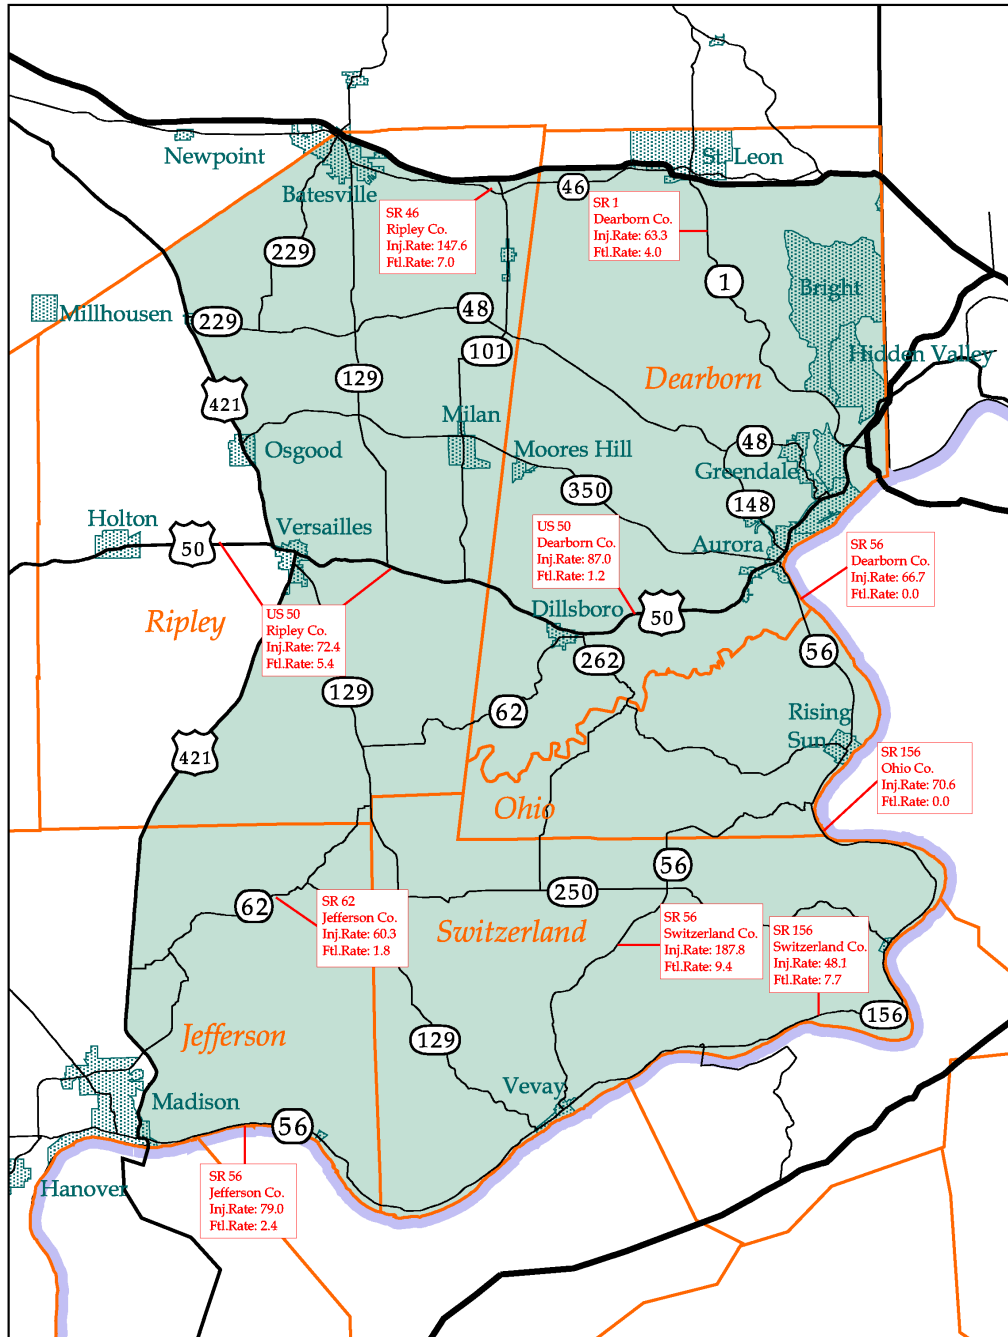 Newpoint
St. Leon
Batesville
46
SR 46
Ripley Co.
Inj.Rate: 147.6
Ftl.Rate: 7.0
SR 1
Dearborn Co.
Inj.Rate: 63.3
Ftl.Rate: 4.0
229
1
Bright
Millhousen
229
48
101
Hidden Valley
129
Dearborn
421
Milan
Osgood
Moores Hill
48
Greendale
350
148
Holton
Versailles
50
US 50
Dearborn Co.
Inj.Rate: 87.0
Ftl.Rate: 1.2
Aurora
SR 56
Dearborn Co.
Inj.Rate: 66.7
Ftl.Rate: 0.0
Ripley
US 50
Ripley Co.
Inj.Rate: 72.4
Ftl.Rate: 5.4
Dillsboro
50
56
262
129
62
Rising
Sun
421
SR 156
Ohio Co.
Inj.Rate: 70.6
Ftl.Rate: 0.0
Ohio
56
250
62
SR 62
Jefferson Co.
Inj.Rate: 60.3
Ftl.Rate: 1.8
Switzerland
SR 56
Switzerland Co.
Inj.Rate: 187.8
Ftl.Rate: 9.4
SR 156
Switzerland Co.
Inj.Rate: 48.1
Ftl.Rate: 7.7
156
Jefferson
129
Vevay
Madison
56
Hanover
SR 56
Jefferson Co.
Inj.Rate: 79.0
Ftl.Rate: 2.4